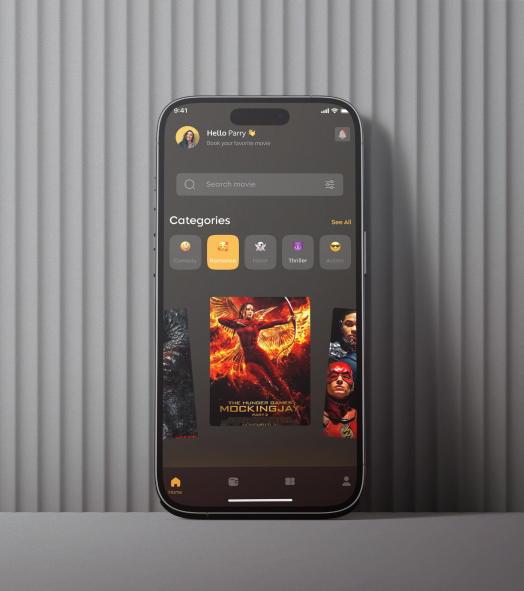 9:41
Hello Parry 👋
Book your favorite movie
Search movie
Categories
See All
Comedy
Romance
Horror
Thriller
Action
THE HUNGER GAMES
MOCKINGJAY
PART 2
Home